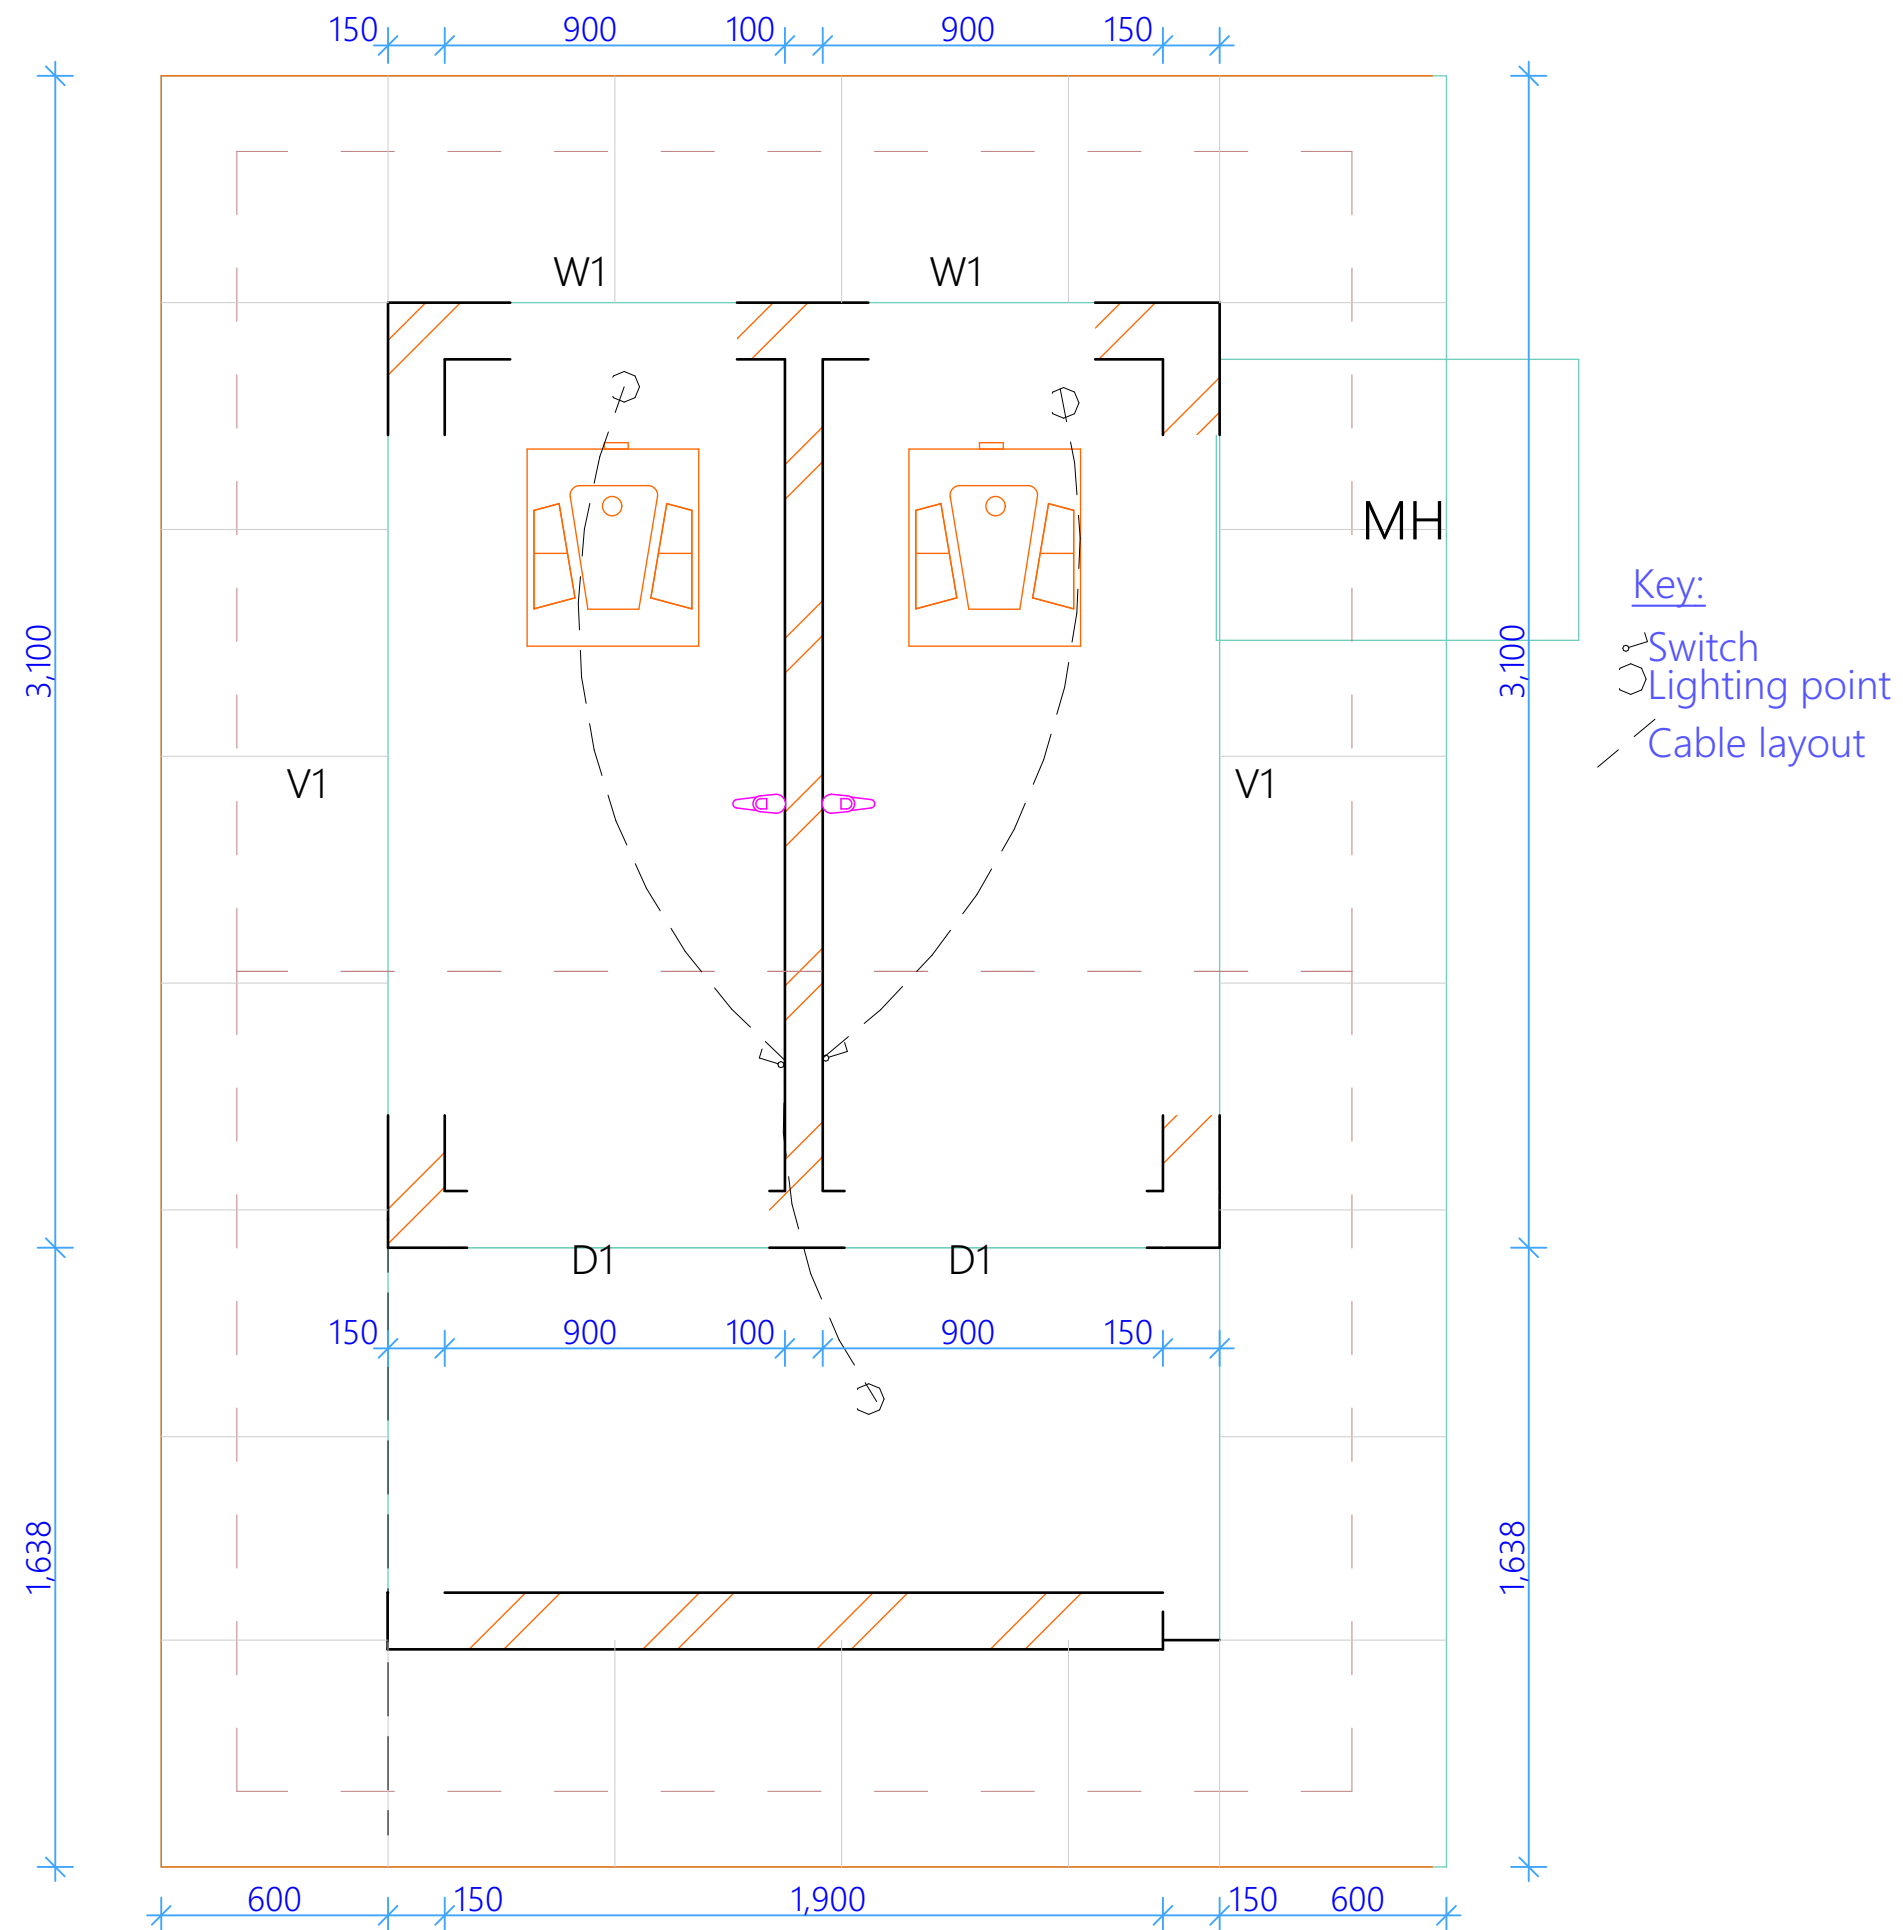 150 900 100 900 150
W1 W1
MH
Key:
Switch
Lighting point
Cable layout
3,100 3,100
V1 V1
D1 D1
150 900 100 900 150
1,638 1,638
600 150 1,900 150 600